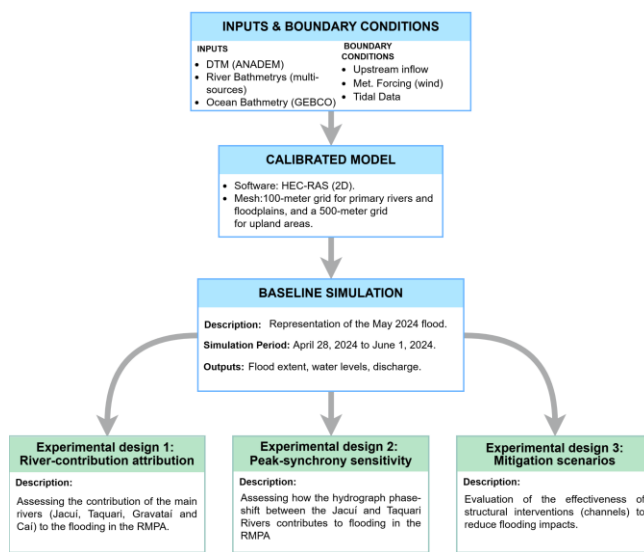 INPUTS & BOUNDARY CONDITIONS
INPUTS
• DTM (ANADEM)
• River Bathmetrys (multi-
sources)
• Ocean Bathmetry (GEBCO)
BOUNDARY
CONDITIONS
• Upstream inflow
• Met. Forcing (wind)
• Tidal Data
CALIBRATED MODEL
• Software: HEC-RAS (2D).
• Mesh:100-meter grid for primary rivers and
floodplains, and a 500-meter grid
for upland areas.
BASELINE SIMULATION
Description: Representation of the May 2024 flood.
Simulation Period: April 28, 2024 to June 1, 2024.
Outputs: Flood extent, water levels, discharge.
Experimental design 1:
River-contribution attribution
Description:
Assessing the contribution of the main
rivers (Jacuí, Taquari, Gravataí and
Caí) to the flooding in the RMPA.
Experimental design 2:
Peak-synchrony sensitivity
Description:
Assessing how the hydrograph phase-
shift between the Jacuí and Taquari
Rivers contributes to flooding in the
RMPA
Experimental design 3:
Mitigation scenarios
Description:
Evaluation of the effectiveness of
structural interventions (channels) to
reduce flooding impacts.